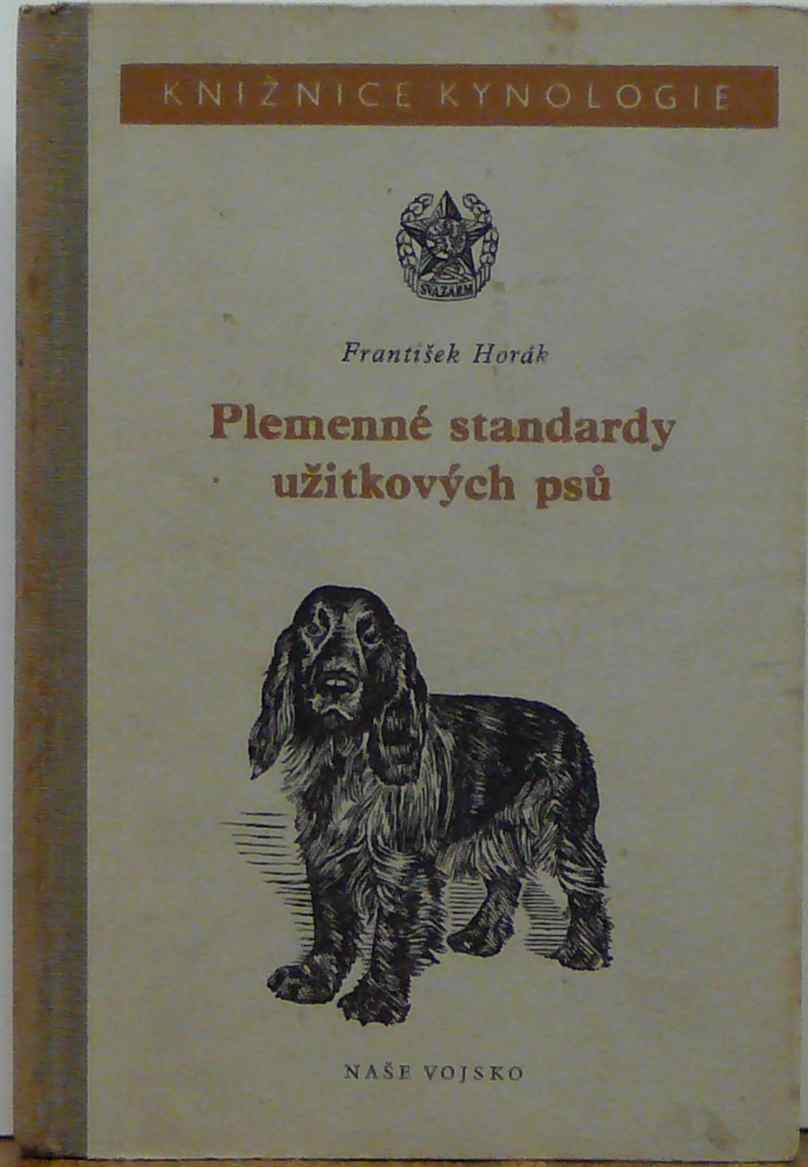 KNIŽNICE KYNOLOGIE
SVAZARM
František Horák
Plemenné standardy
užitkových psů
NAŠE VOJSKO